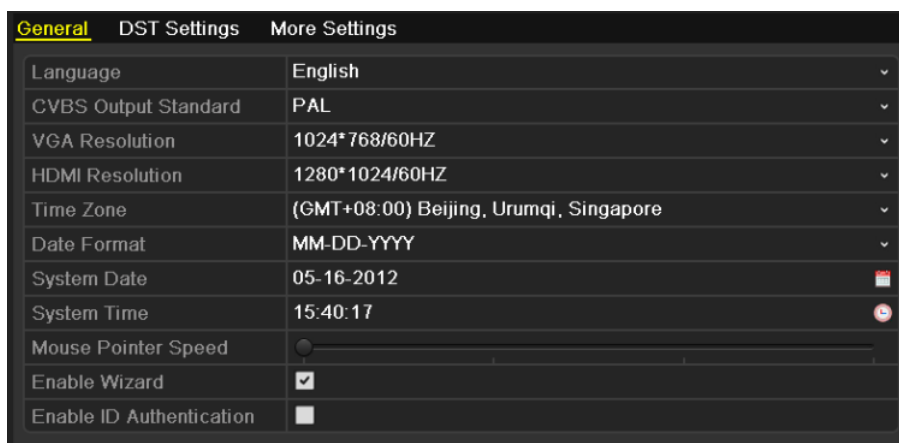 General DST Settings More Settings
Language English
CVBS Output Standard PAL
VGA Resolution 1024*768/60HZ
HDMI Resolution 1280*1024/60HZ
Time Zone (GMT+08:00) Beijing, Urumqi, Singapore
Date Format MM-DD-YYYY
System Date 05-16-2012
System Time 15:40:17
Mouse Pointer Speed
Enable Wizard
Enable ID Authentication